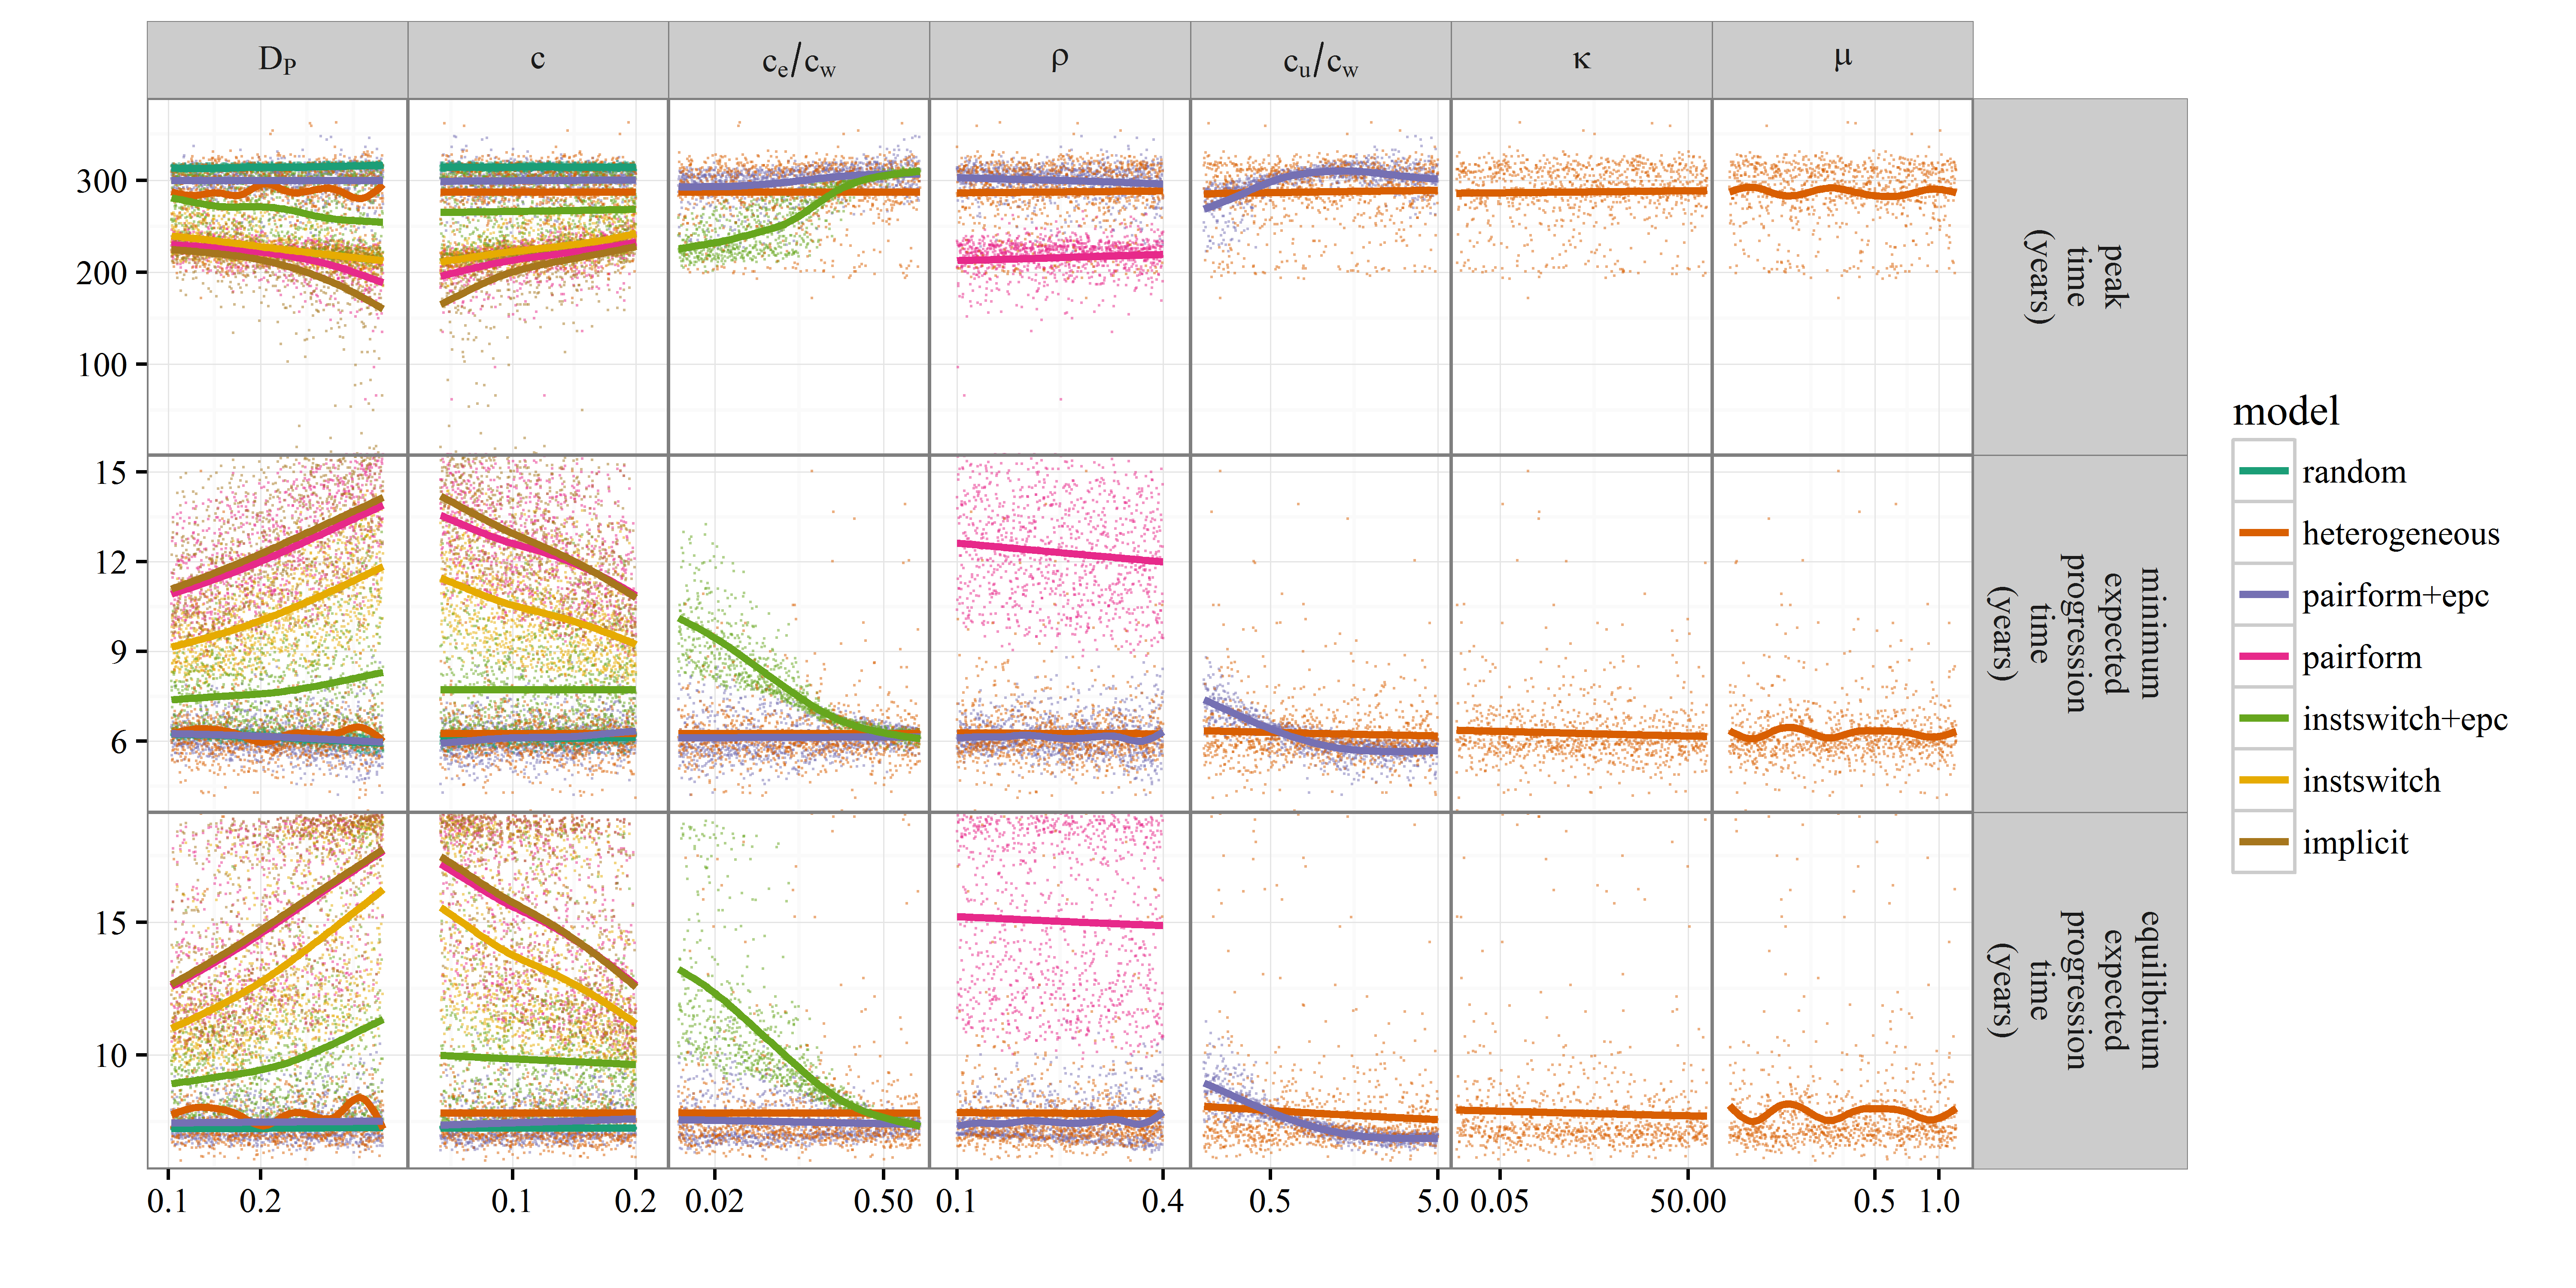 D_P c c_e/c_w ρ c_u/c_w κ μ
300
200
100
peak
time
(years)
15
12
9
6
minimum
expected
progression
time
(years)
15
10
equilibrium
expected
progression
time
(years)
0.1 0.2 0.1 0.2 0.02 0.50 0.1 0.4 0.5 5.0 0.05 50.00 0.5 1.0
model
random
heterogeneous
pairform+epc
pairform
instswitch+epc
instswitch
implicit